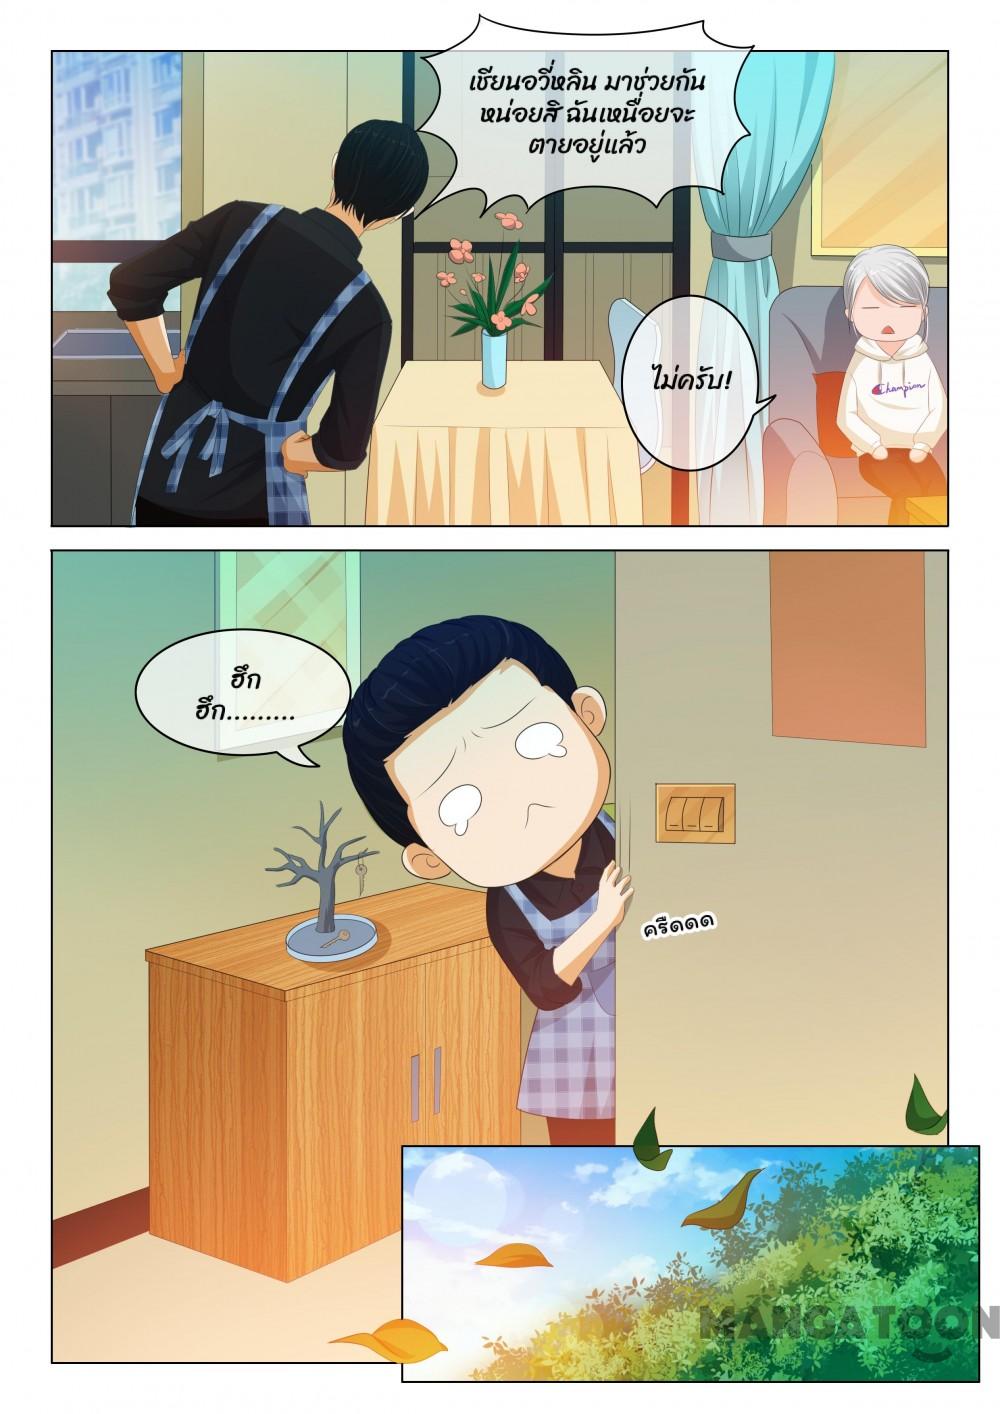 เซียนอวี่หลิน มาช่วยกัน
หน่อยสิ ฉันเหนื่อยจะ
ตายอยู่แล้ว
ไม่ครับ!
Champion
ฮึก
ฮึก.........
ครืดดด
MANGATOON